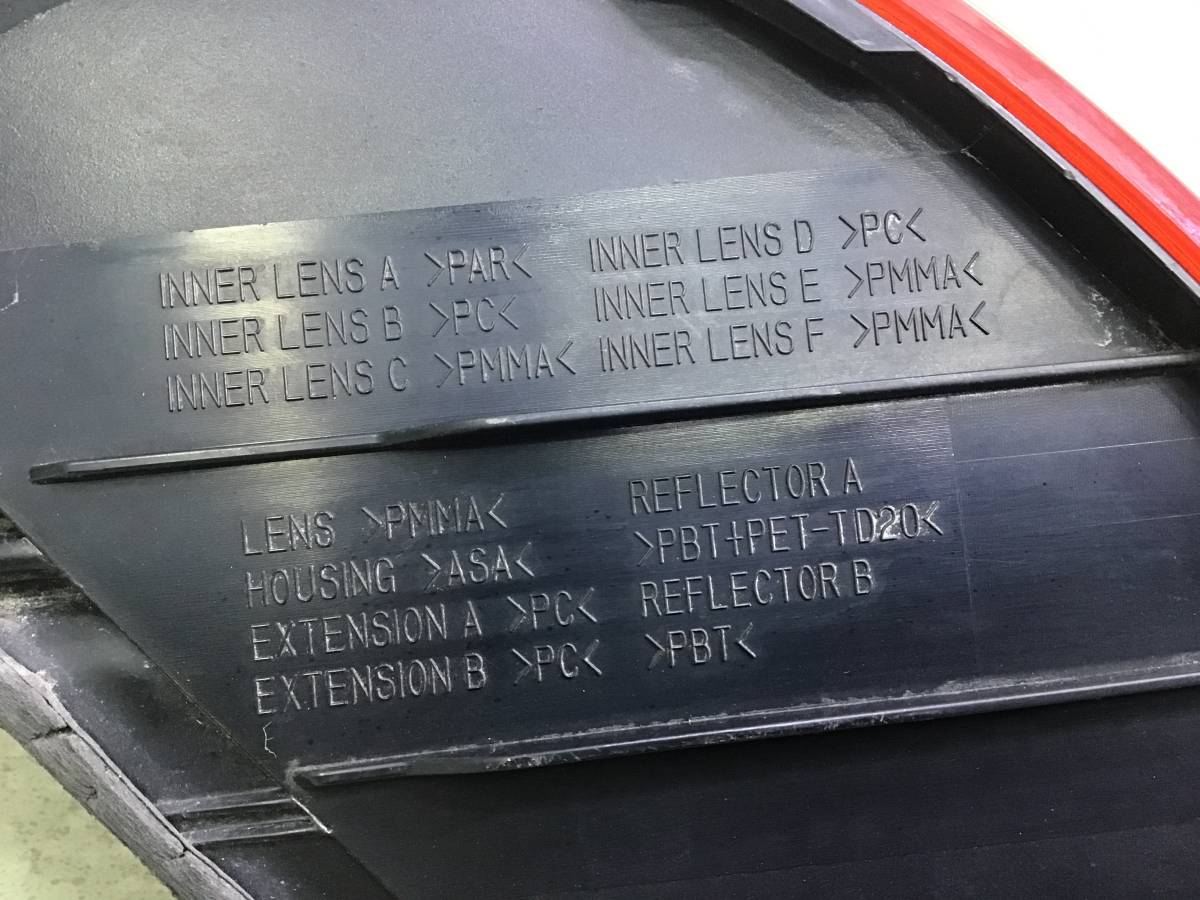 INNER LENS A >PAR<
INNER LENS B >PC<
INNER LENS C >PMMA<
INNER LENS D >PC<
INNER LENS E >PMMA<
INNER LENS F >PMMA<
LENS >PMMA<
HOUSING >ASA<
EXTENSION A >PC<
EXTENSION B >PC<
REFLECTOR A
>PBT+PET-TD20<
REFLECTOR B
>PBT<